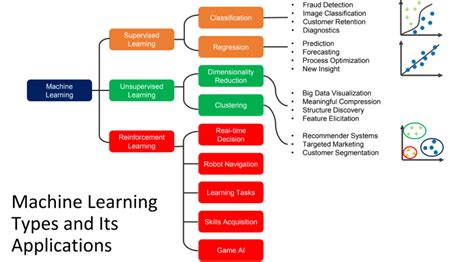 Machine
Learning
Supervised
Learning
Classification
• Fraud Detection
• Image Classification
• Customer Retention
• Diagnostics
Regression
• Prediction
• Forecasting
• Process Optimization
• New Insight
Unsupervised
Learning
Dimensionality
Reduction
• Big Data Visualization
• Meaningful Compression
• Structure Discovery
• Feature Elicitation
Clustering
• Recommender Systems
• Targeted Marketing
• Customer Segmentation
Reinforcement
Learning
Real-time
Decision
Robot Navigation
Learning Tasks
Skills Acquisition
Game AI
Machine Learning
Types and Its
Applications